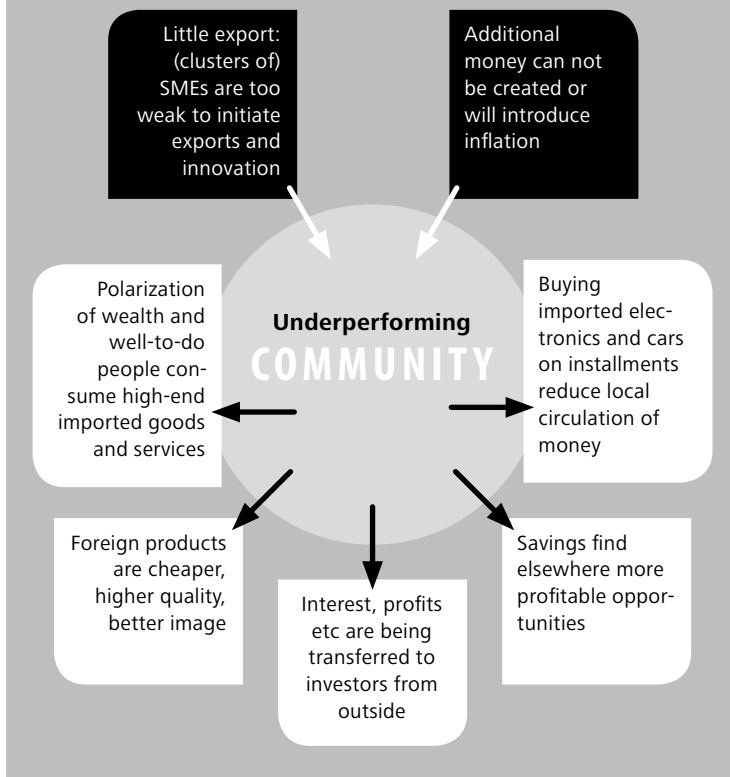 Little export:
(clusters of)
SMEs are too
weak to initiate
exports and
innovation
Additional
money can not
be created or
will introduce
inflation
Underperforming
COMMUNITY
Polarization
of wealth and
well-to-do
people con-
sume high-end
imported goods
and services
Buying
imported elec-
tronics and cars
on installments
reduce local
circulation of
money
Foreign products
are cheaper,
higher quality,
better image
Interest, profits
etc are being
transferred to
investors from
outside
Savings find
elsewhere more
profitable oppor-
tunities